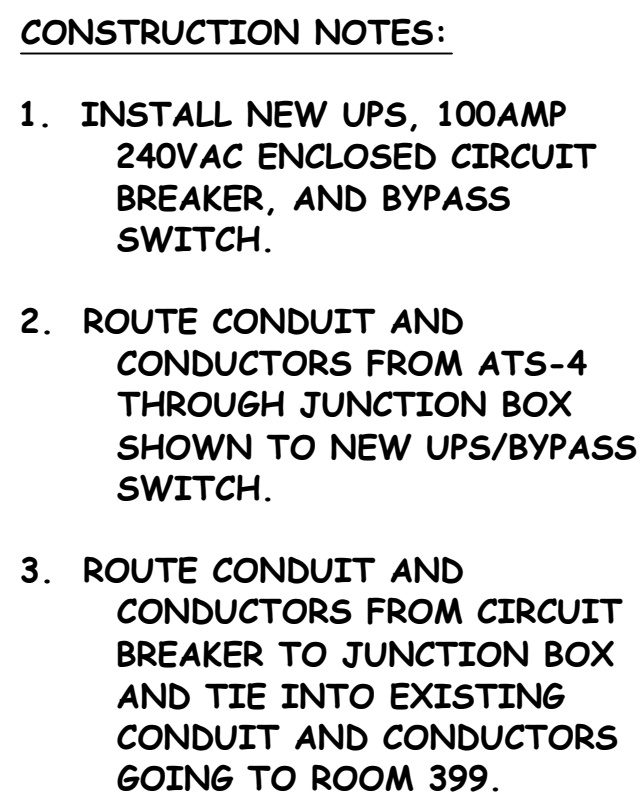 CONSTRUCTION NOTES:
1. INSTALL NEW UPS, 100AMP
240VAC ENCLOSED CIRCUIT
BREAKER, AND BYPASS
SWITCH.
2. ROUTE CONDUIT AND
CONDUCTORS FROM ATS-4
THROUGH JUNCTION BOX
SHOWN TO NEW UPS/BYPASS
SWITCH.
3. ROUTE CONDUIT AND
CONDUCTORS FROM CIRCUIT
BREAKER TO JUNCTION BOX
AND TIE INTO EXISTING
CONDUIT AND CONDUCTORS
GOING TO ROOM 399.